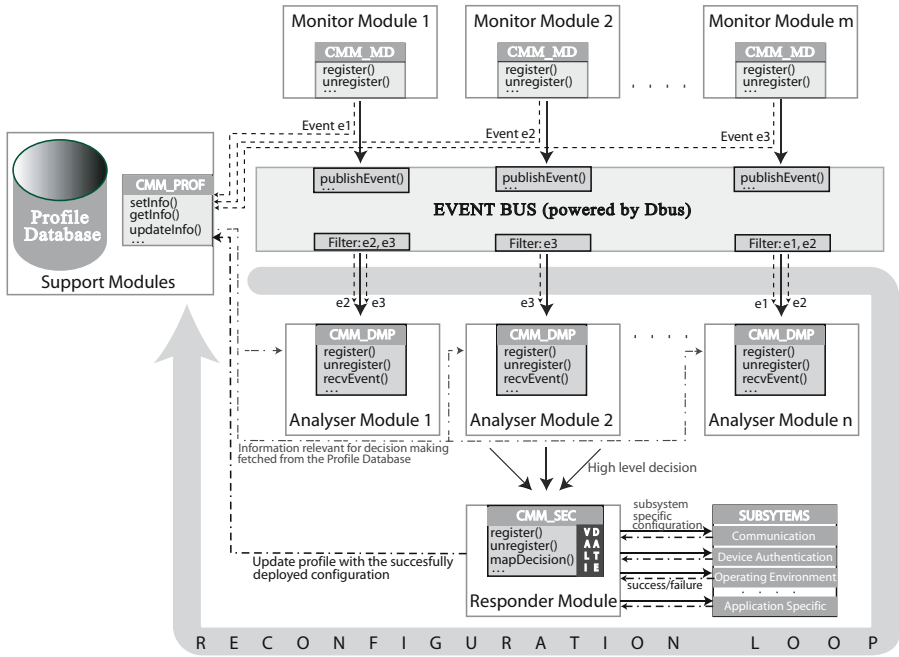 Monitor Module 1
CMM_MD
register()
unregister()
...
Monitor Module 2
CMM_MD
register()
unregister()
...
. . . . .
Monitor Module m
CMM_MD
register()
unregister()
...
Event e1
Event e2
Event e3
Profile
Database
CMM_PROF
setInfo()
getInfo()
updateInfo()
...
Support Modules
publishEvent()
...
publishEvent()
...
publishEvent()
...
EVENT BUS (powered by Dbus)
Filter: e2, e3
Filter: e3
Filter: e1, e2
e2
e3
e3
e1
e2
CMM_DMP
register()
unregister()
recvEvent()
...
Analyser Module 1
CMM_DMP
register()
unregister()
recvEvent()
...
Analyser Module 2
. . . . .
CMM_DMP
register()
unregister()
recvEvent()
...
Analyser Module n
Information relevant for decision making
fetched from the Profile Database
High level decision
CMM_SEC
register()
unregister()
mapDecision()
...
V D
A A
L T
I E
Responder Module
subsystem
specific
configuration
success/failure
SUBSYTEMS
Communication
Device Authentication
Operating Environment
. . . .
Application Specific
Update profile with the succesfully
deployed configuration
R E C O N F I G U R A T I O N L O O P